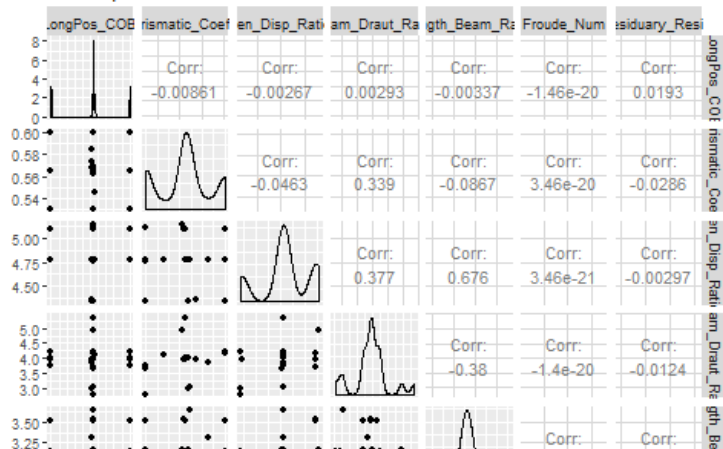 .ongPos_COB rismatic_Coef en_Disp_Rati am_Draut_Ra gth_Beam_Ra Froude_Num esiduary_Resi
8
6
4
2
0
Corr: Corr: Corr: Corr: Corr: Corr:
-0.00861 -0.00267 0.00293 -0.00337 -1.46e-20 0.0193
.ongPos_COB
0.60
0.58
0.56
0.54
Corr: Corr: Corr: Corr: Corr:
-0.0463 0.339 -0.0867 3.46e-20 -0.0286
rismatic_Coe
5.00
4.75
4.50
Corr: Corr: Corr: Corr:
0.377 0.676 3.46e-21 -0.00297
en_Disp_Rati
5.0
4.5
4.0
3.5
3.0
Corr: Corr: Corr:
-0.38 -1.4e-20 -0.0124
am_Draut_Ra
3.50
3.25
Corr: Corr:
gth_Be